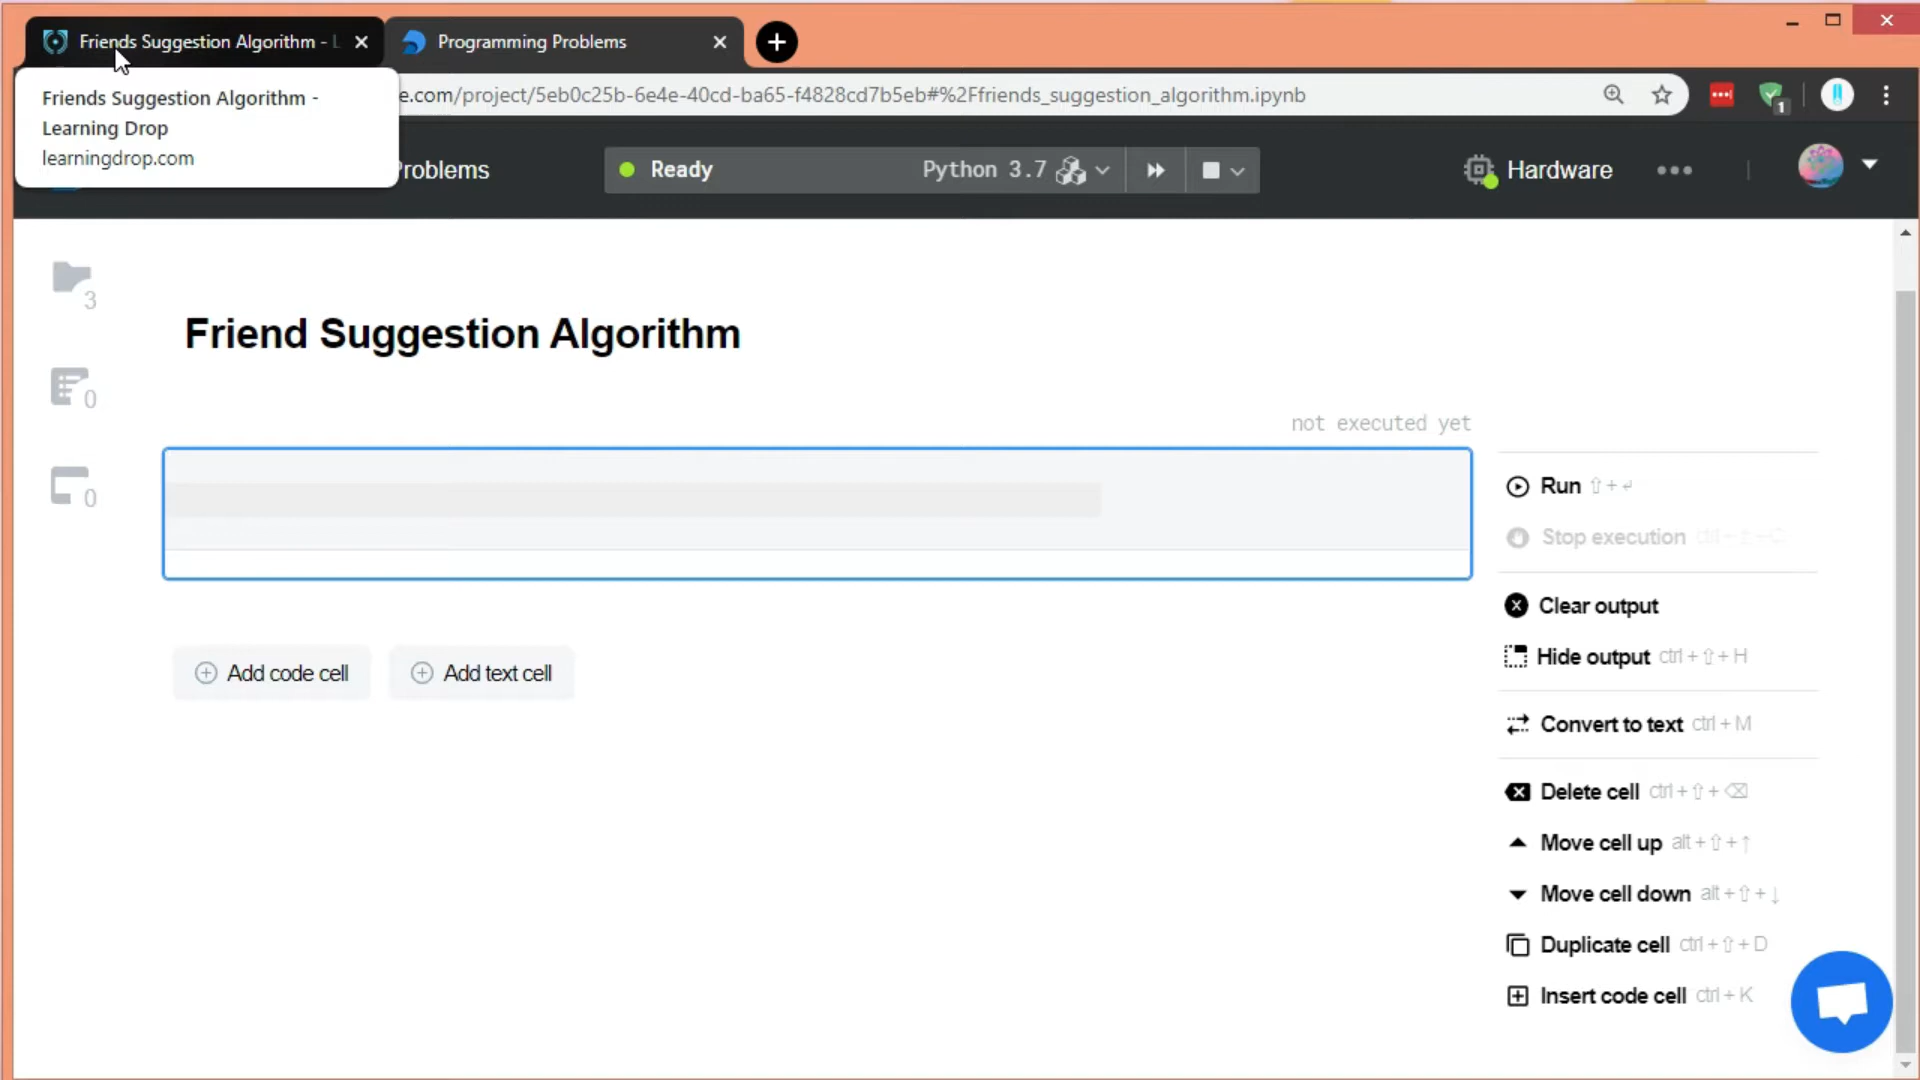 Friends Suggestion Algorithm -
Programming Problems
Friends Suggestion Algorithm -
Learning Drop
learningdrop.com
e.com/project/5eb0c25b-6e4e-40cd-ba65-f4828cd7b5eb#%2Ffriends_suggestion_algorithm.ipynb
1
Problems
Ready
Python 3.7
Hardware
3
0
0
Friend Suggestion Algorithm
not executed yet
Run ⇧+↵
Stop execution
Clear output
Hide output ctrl+⇧+H
Convert to text ctrl+M
Delete cell ctrl+⇧+⌫
Move cell up alt+⇧+↑
Move cell down alt+⇧+↓
Duplicate cell ctrl+⇧+D
Insert code cell ctrl+K
Add code cell
Add text cell